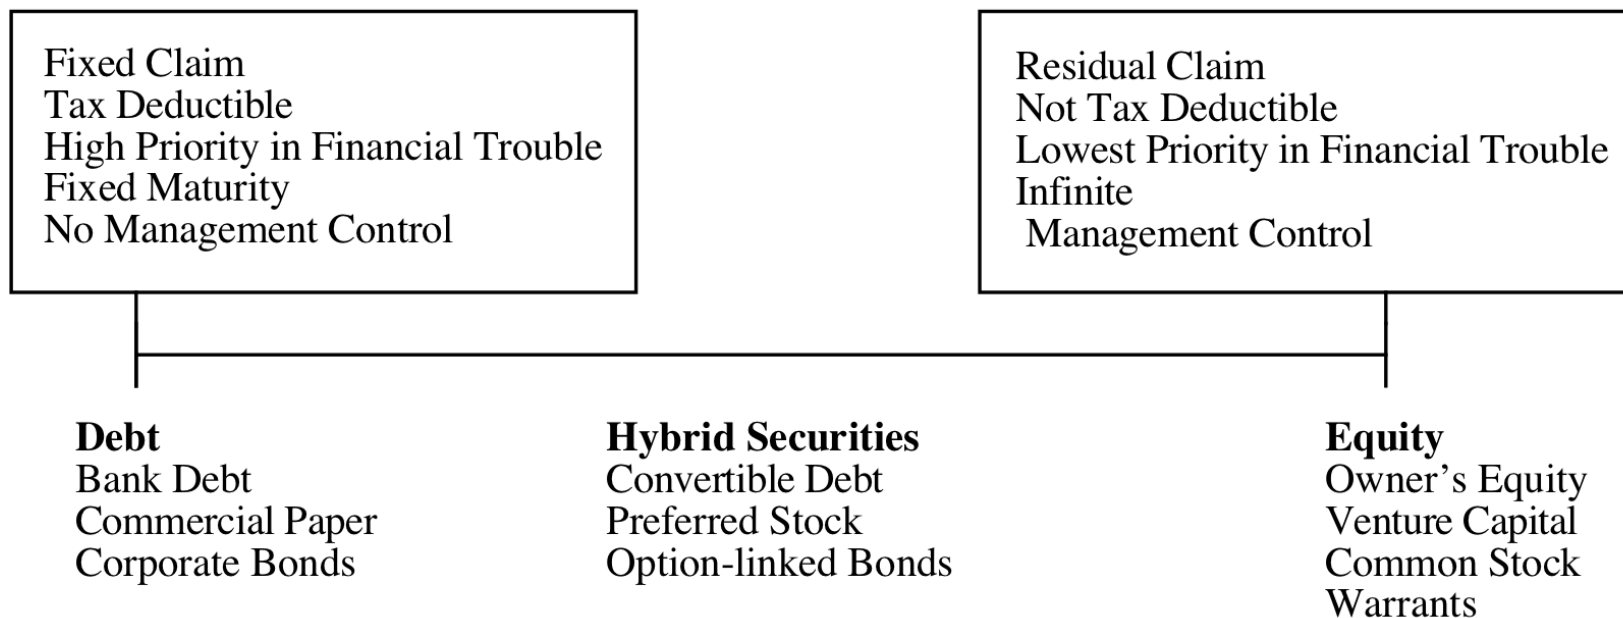 Fixed Claim
Tax Deductible
High Priority in Financial Trouble
Fixed Maturity
No Management Control
Residual Claim
Not Tax Deductible
Lowest Priority in Financial Trouble
Infinite
Management Control
Debt
Bank Debt
Commercial Paper
Corporate Bonds
Hybrid Securities
Convertible Debt
Preferred Stock
Option-linked Bonds
Equity
Owner’s Equity
Venture Capital
Common Stock
Warrants